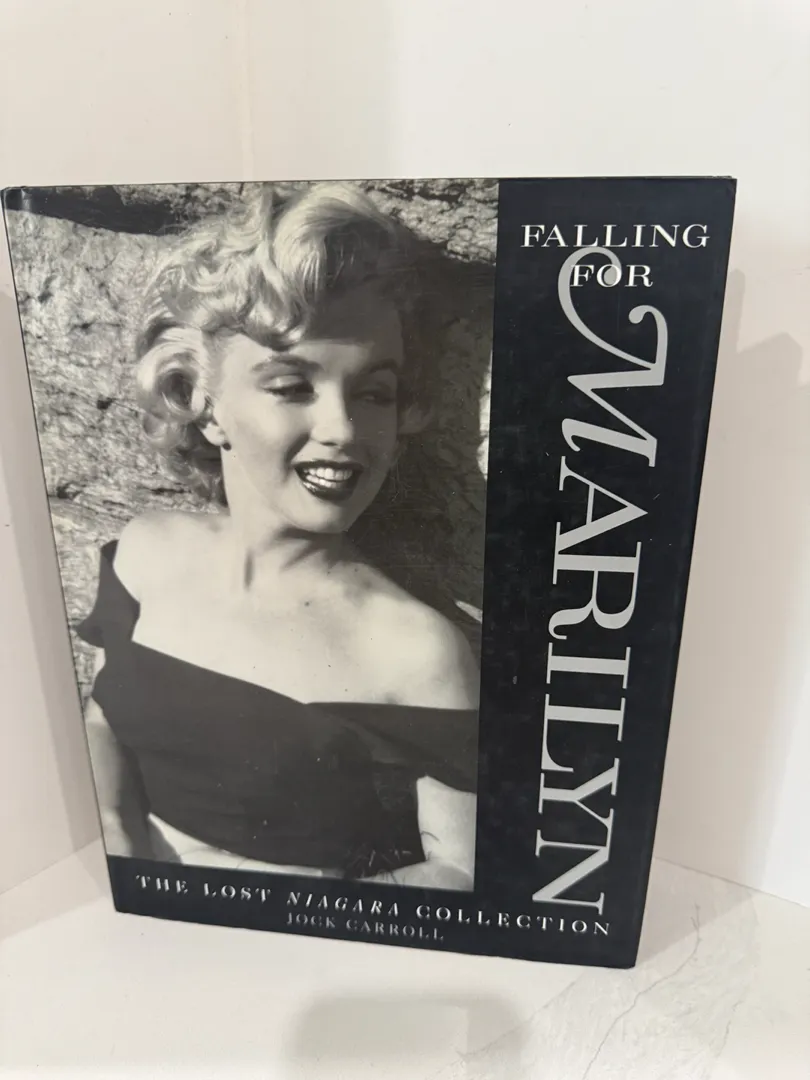 FALLING
FOR
MARILYN
THE LOST NIAGARA COLLECTION
JOCK CARROLL